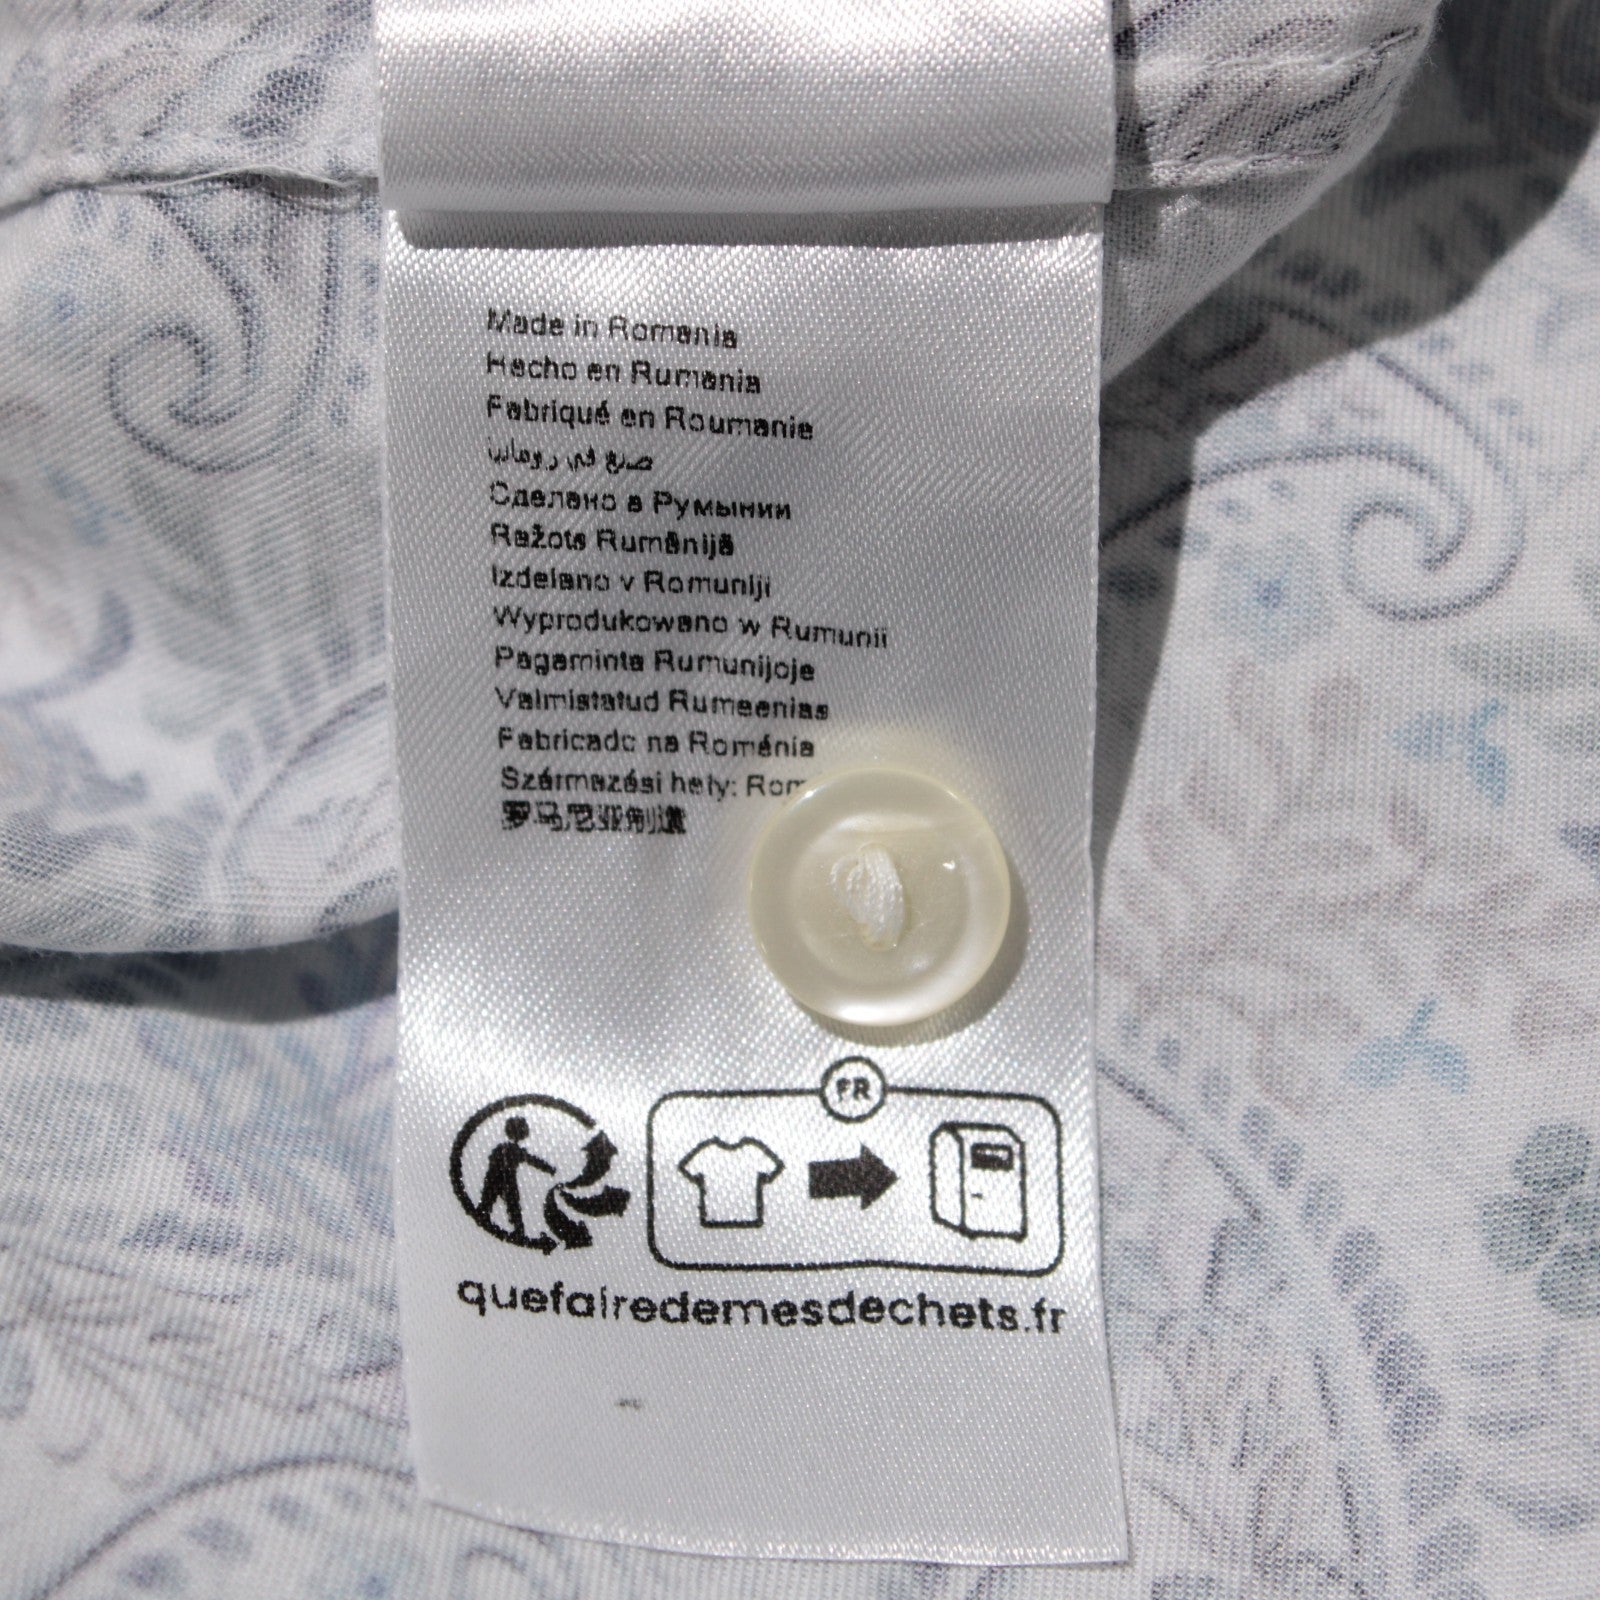 Made in Romania
Hecho en Rumania
Fabriqué en Roumanie
صنع في رومانيا
Сделано в Румынии
Ražots Rumānijā
Izdelano v Romuniji
Wyprodukowano w Rumunii
Pagaminta Rumunijoje
Valmistatud Rumeenias
Fabricado na Roménia
Származási hely: Rom
罗马尼亚制造
FR
quefairedemesdechets.fr